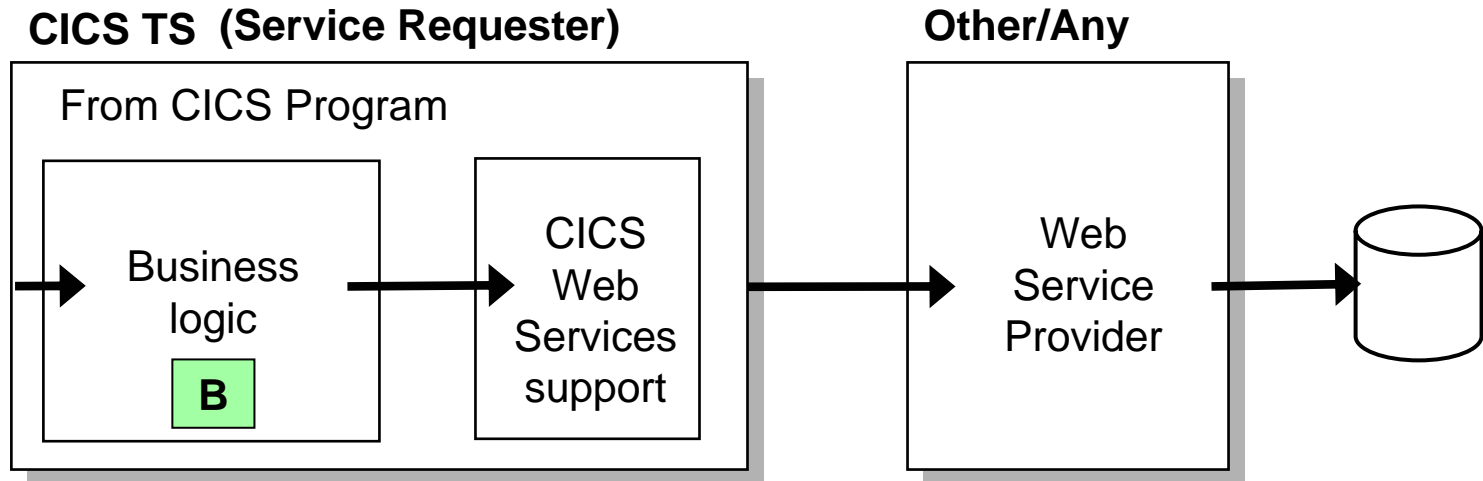 CICS TS (Service Requester)
Other/Any
From CICS Program
Business
logic
B
CICS
Web
Services
support
Web
Service
Provider